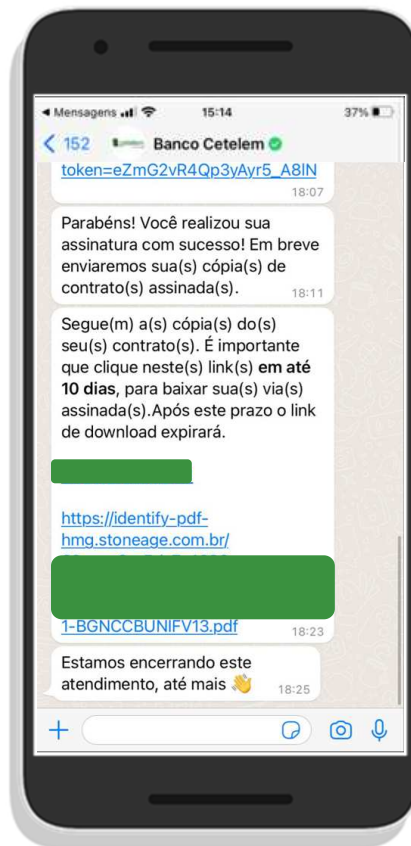 Mensagens
15:14
37%
152
Banco Cetelem
token=eZmG2vR4Qp3yAyr5_A8lN
18:07
Parabéns! Você realizou sua
assinatura com sucesso! Em breve
enviaremos sua(s) cópia(s) de
contrato(s) assinada(s).
18:11
Segue(m) a(s) cópia(s) do(s)
seu(s) contrato(s). É importante
que clique neste(s) link(s) em até
10 dias, para baixar sua(s) via(s)
assinada(s).Após este prazo o link
de download expirará.
https://identify-pdf-
hmg.stoneage.com.br/
1-BGNCCBUNIFV13.pdf
18:23
Estamos encerrando este
atendimento, até mais 👋
18:25